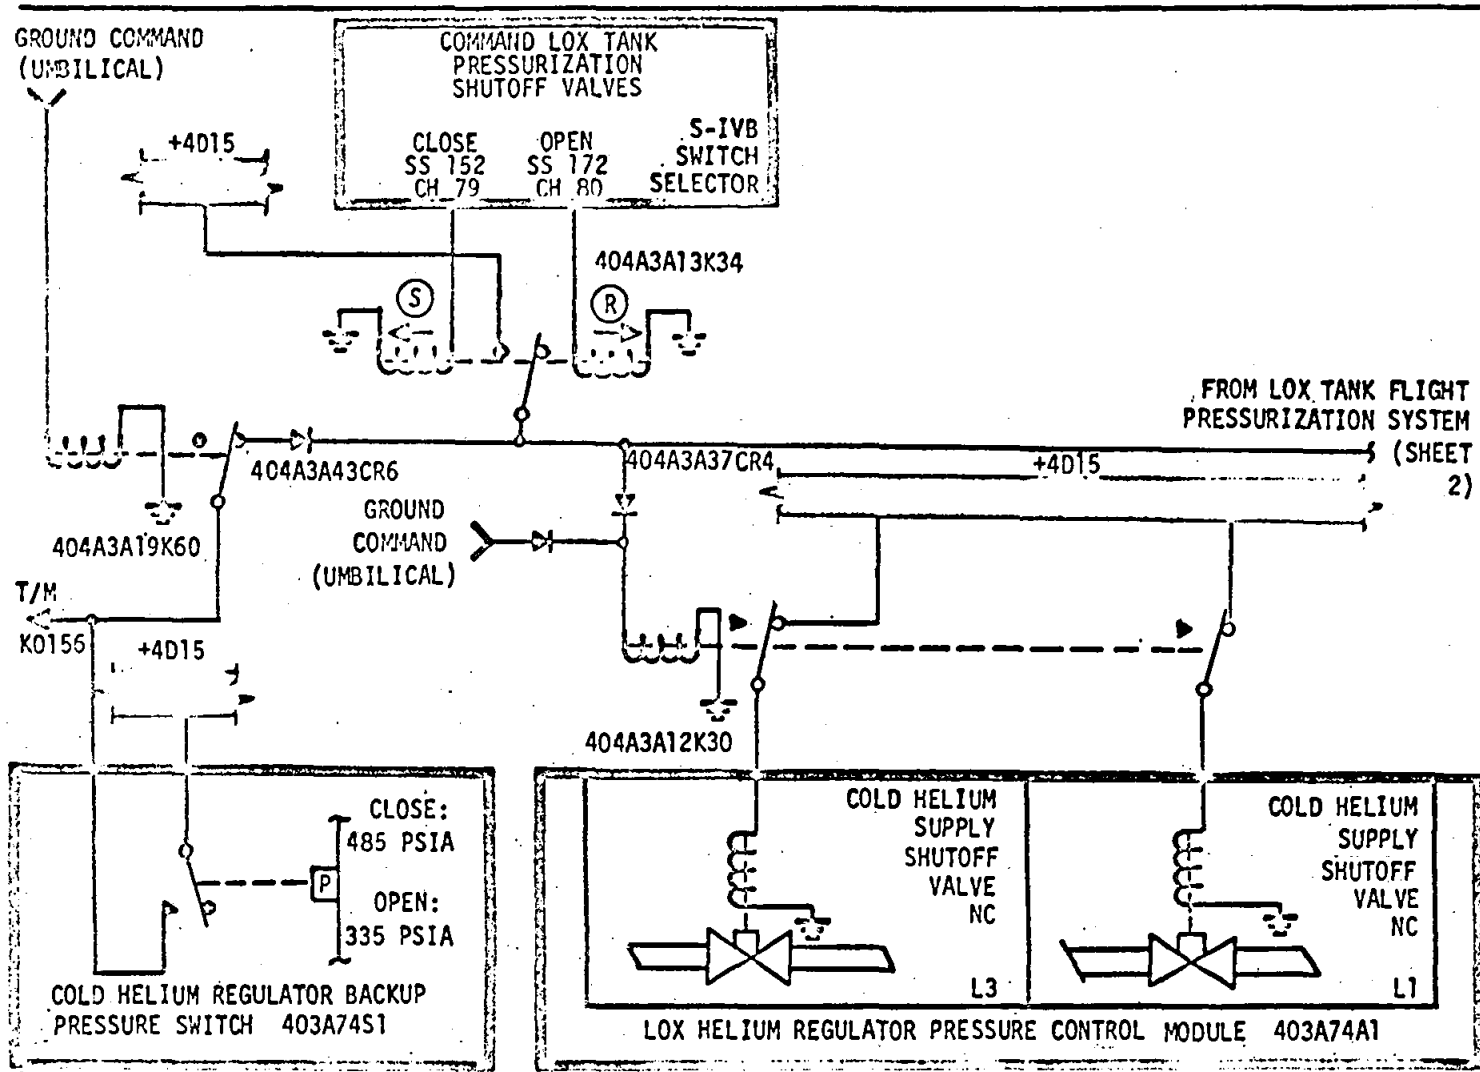 GROUND COMMAND
(UMBILICAL)
COMMAND LOX TANK
PRESSURIZATION
SHUTOFF VALVES
CLOSE
SS 152
CH 79
OPEN
SS 172
CH 80
S-IVB
SWITCH
SELECTOR
+4D15
404A3A13K34
S
R
FROM LOX TANK FLIGHT
PRESSURIZATION SYSTEM
(SHEET
2)
404A3A43CR6
404A3A37CR4
+4D15
GROUND
COMMAND
(UMBILICAL)
404A3A19K60
T/M
K0156
+4D15
404A3A12K30
CLOSE:
485 PSIA
P
OPEN:
335 PSIA
COLD HELIUM REGULATOR BACKUP
PRESSURE SWITCH 403A74S1
COLD HELIUM
SUPPLY
SHUTOFF
VALVE
NC
L3
COLD HELIUM
SUPPLY
SHUTOFF
VALVE
NC
L1
LOX HELIUM REGULATOR PRESSURE CONTROL MODULE 403A74A1